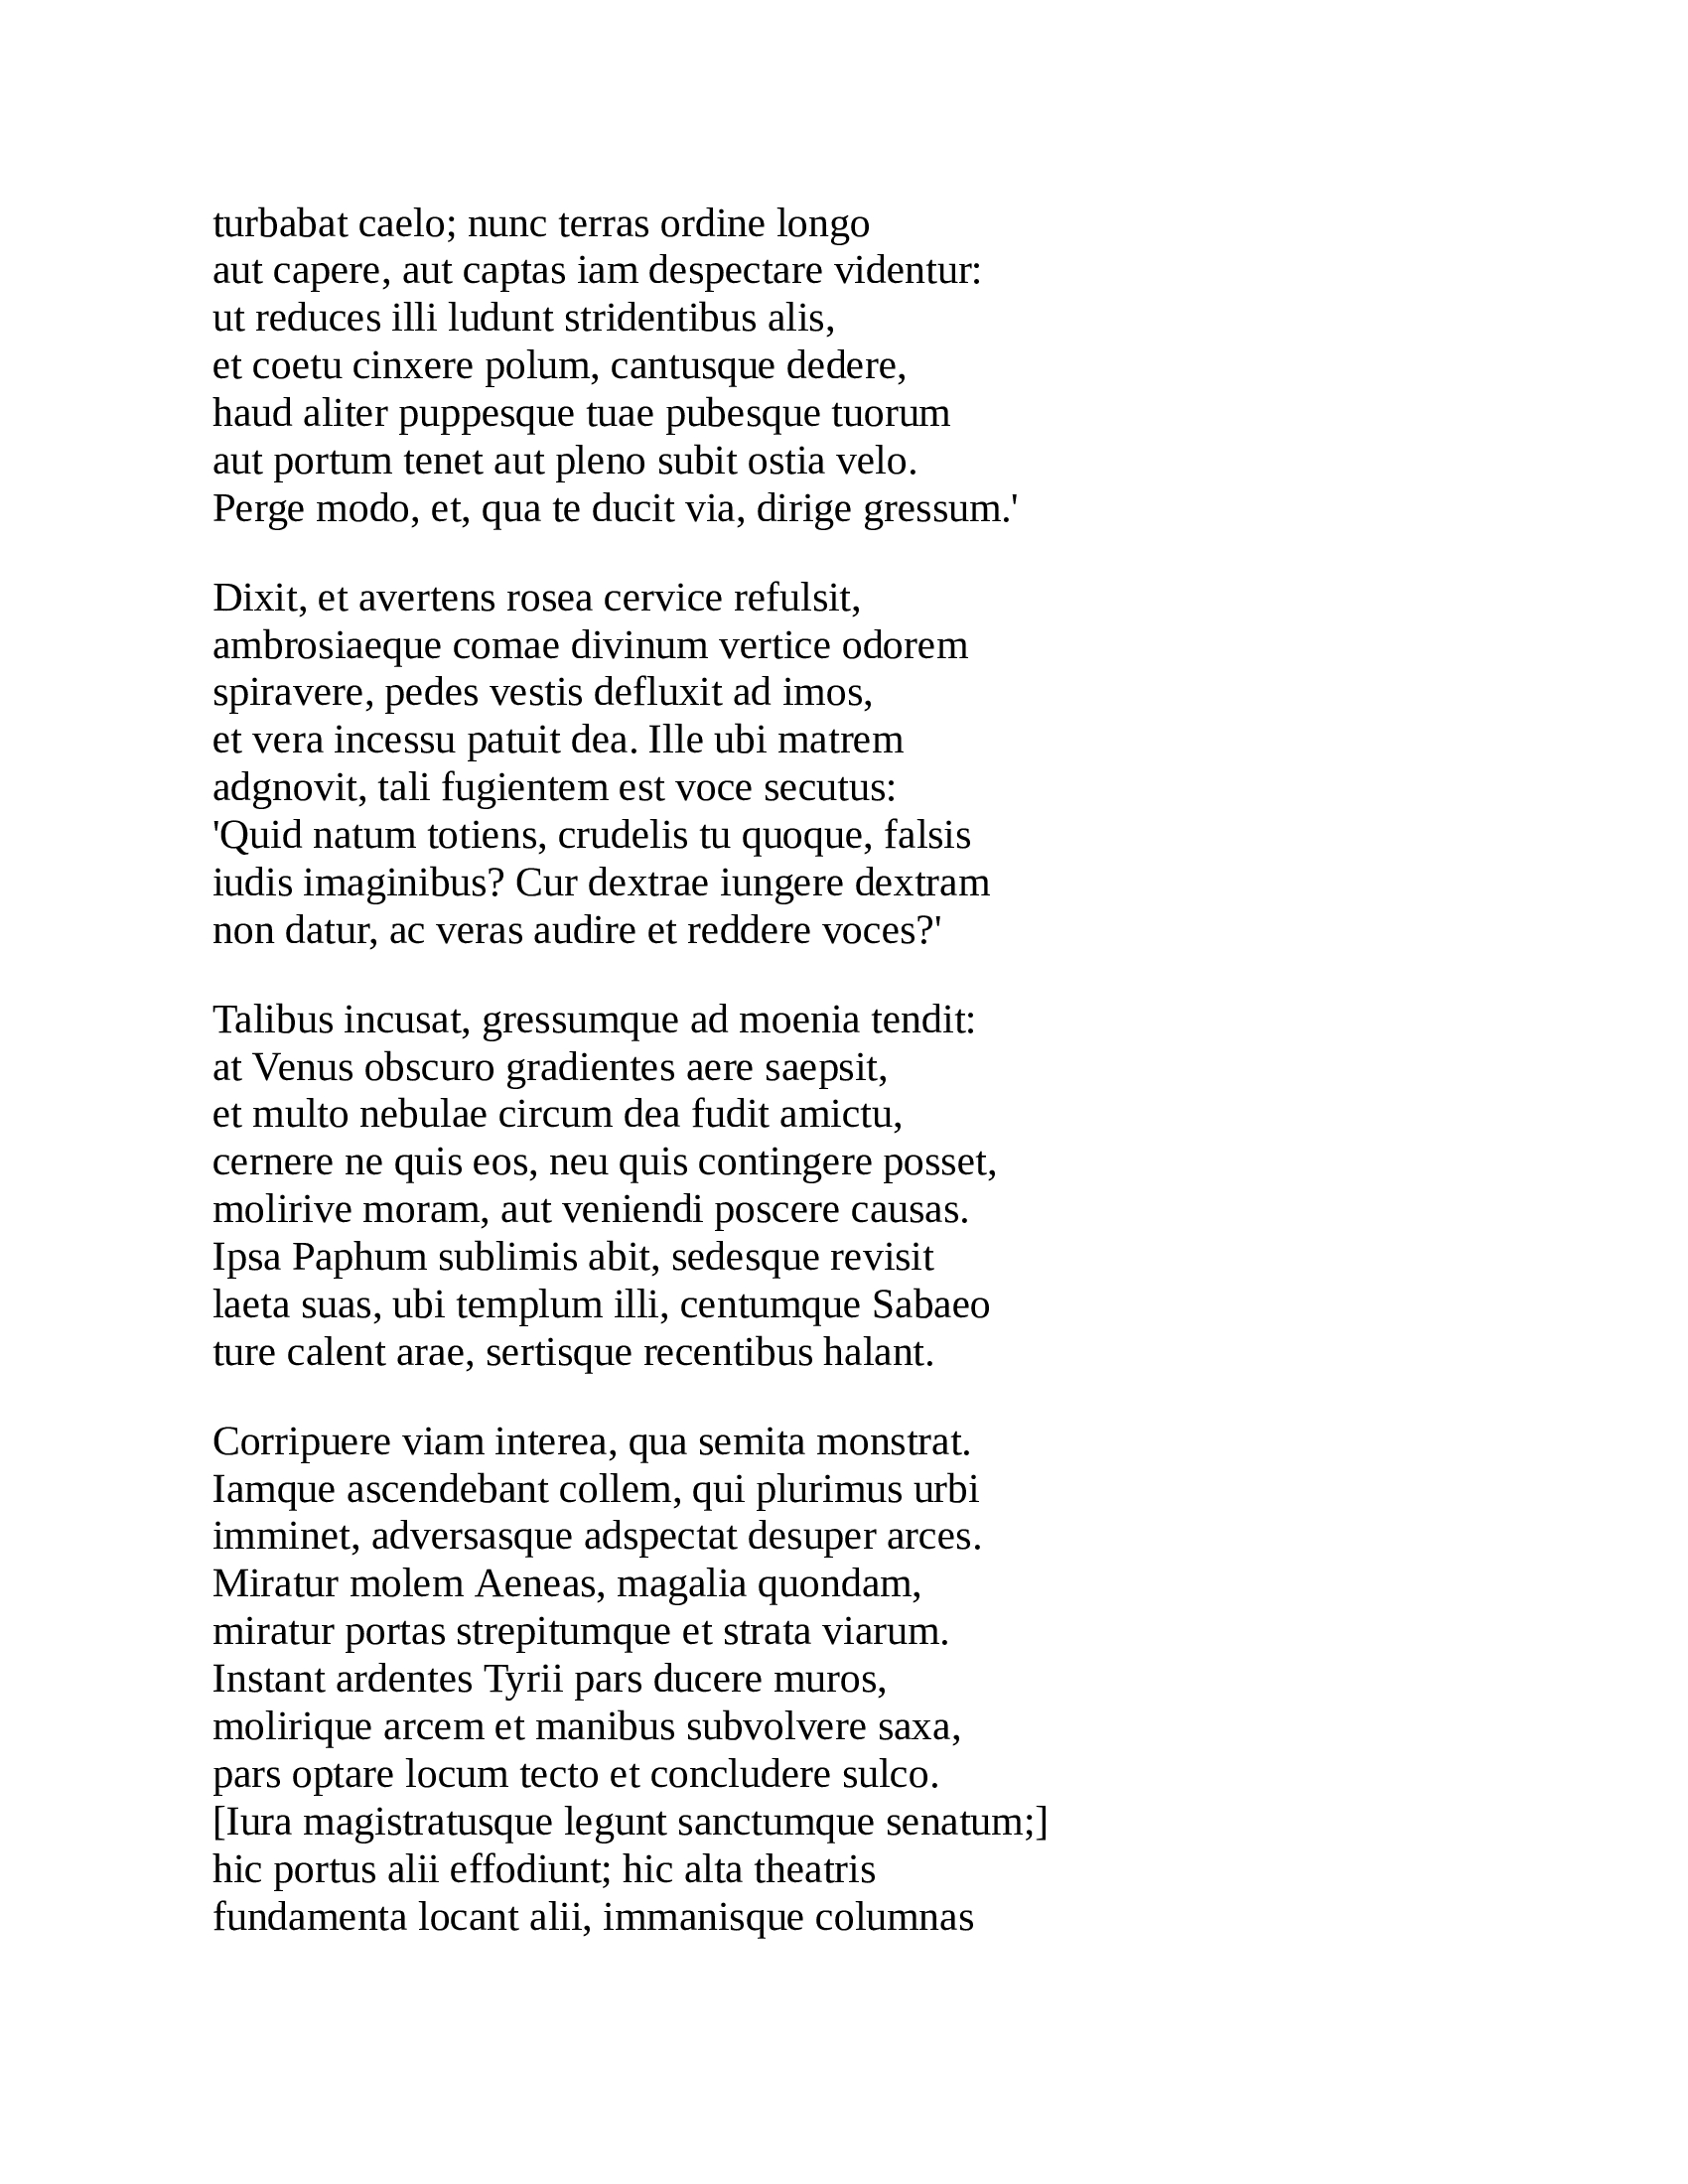 turbabat caelo; nunc terras ordine longo
aut capere, aut captas iam despectare videntur:
ut reduces illi ludunt stridentibus alis,
et coetu cinxere polum, cantusque dedere,
haud aliter puppesque tuae pubesque tuorum
aut portum tenet aut pleno subit ostia velo.
Perge modo, et, qua te ducit via, dirige gressum.'

Dixit, et avertens rosea cervice refulsit,
ambrosiaeque comae divinum vertice odorem
spiravere, pedes vestis defluxit ad imos,
et vera incessu patuit dea. Ille ubi matrem
adgnovit, tali fugientem est voce secutus:
'Quid natum totiens, crudelis tu quoque, falsis
iudis imaginibus? Cur dextrae iungere dextram
non datur, ac veras audire et reddere voces?'

Talibus incusat, gressumque ad moenia tendit:
at Venus obscuro gradientes aere saepsit,
et multo nebulae circum dea fudit amictu,
cernere ne quis eos, neu quis contingere posset,
molirive moram, aut veniendi poscere causas.
Ipsa Paphum sublimis abit, sedesque revisit
laeta suas, ubi templum illi, centumque Sabaeo
ture calent arae, sertisque recentibus halant.

Corripuere viam interea, qua semita monstrat.
Iamque ascendebant collem, qui plurimus urbi
imminet, adversasque adspectat desuper arces.
Miratur molem Aeneas, magalia quondam,
miratur portas strepitumque et strata viarum.
Instant ardentes Tyrii pars ducere muros,
molirique arcem et manibus subvolvere saxa,
pars optare locum tecto et concludere sulco.
[Iura magistratusque legunt sanctumque senatum;]
hic portus alii effodiunt; hic alta theatris
fundamenta locant alii, immanisque columnas